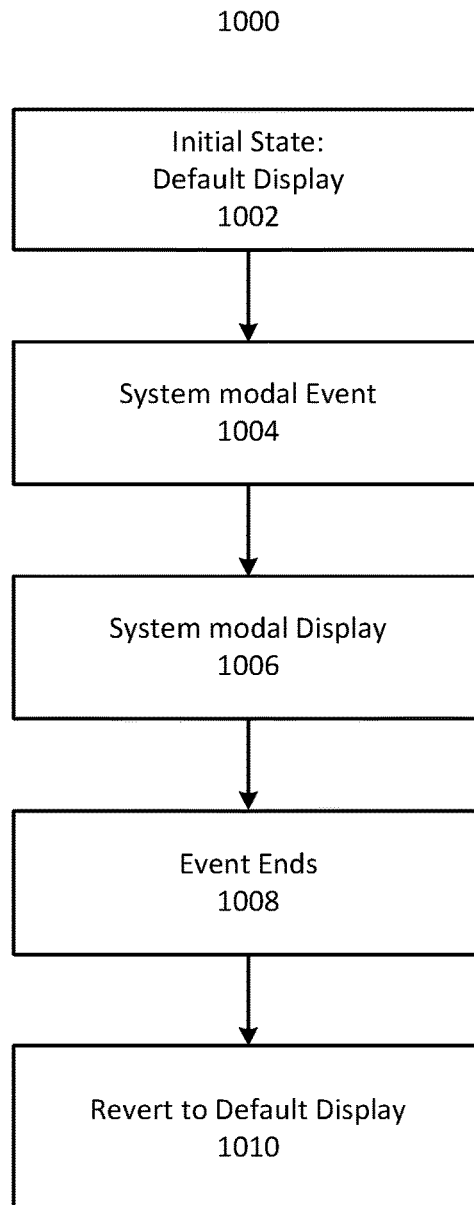 1000
Initial State:
Default Display
1002
System modal Event
1004
System modal Display
1006
Event Ends
1008
Revert to Default Display
1010